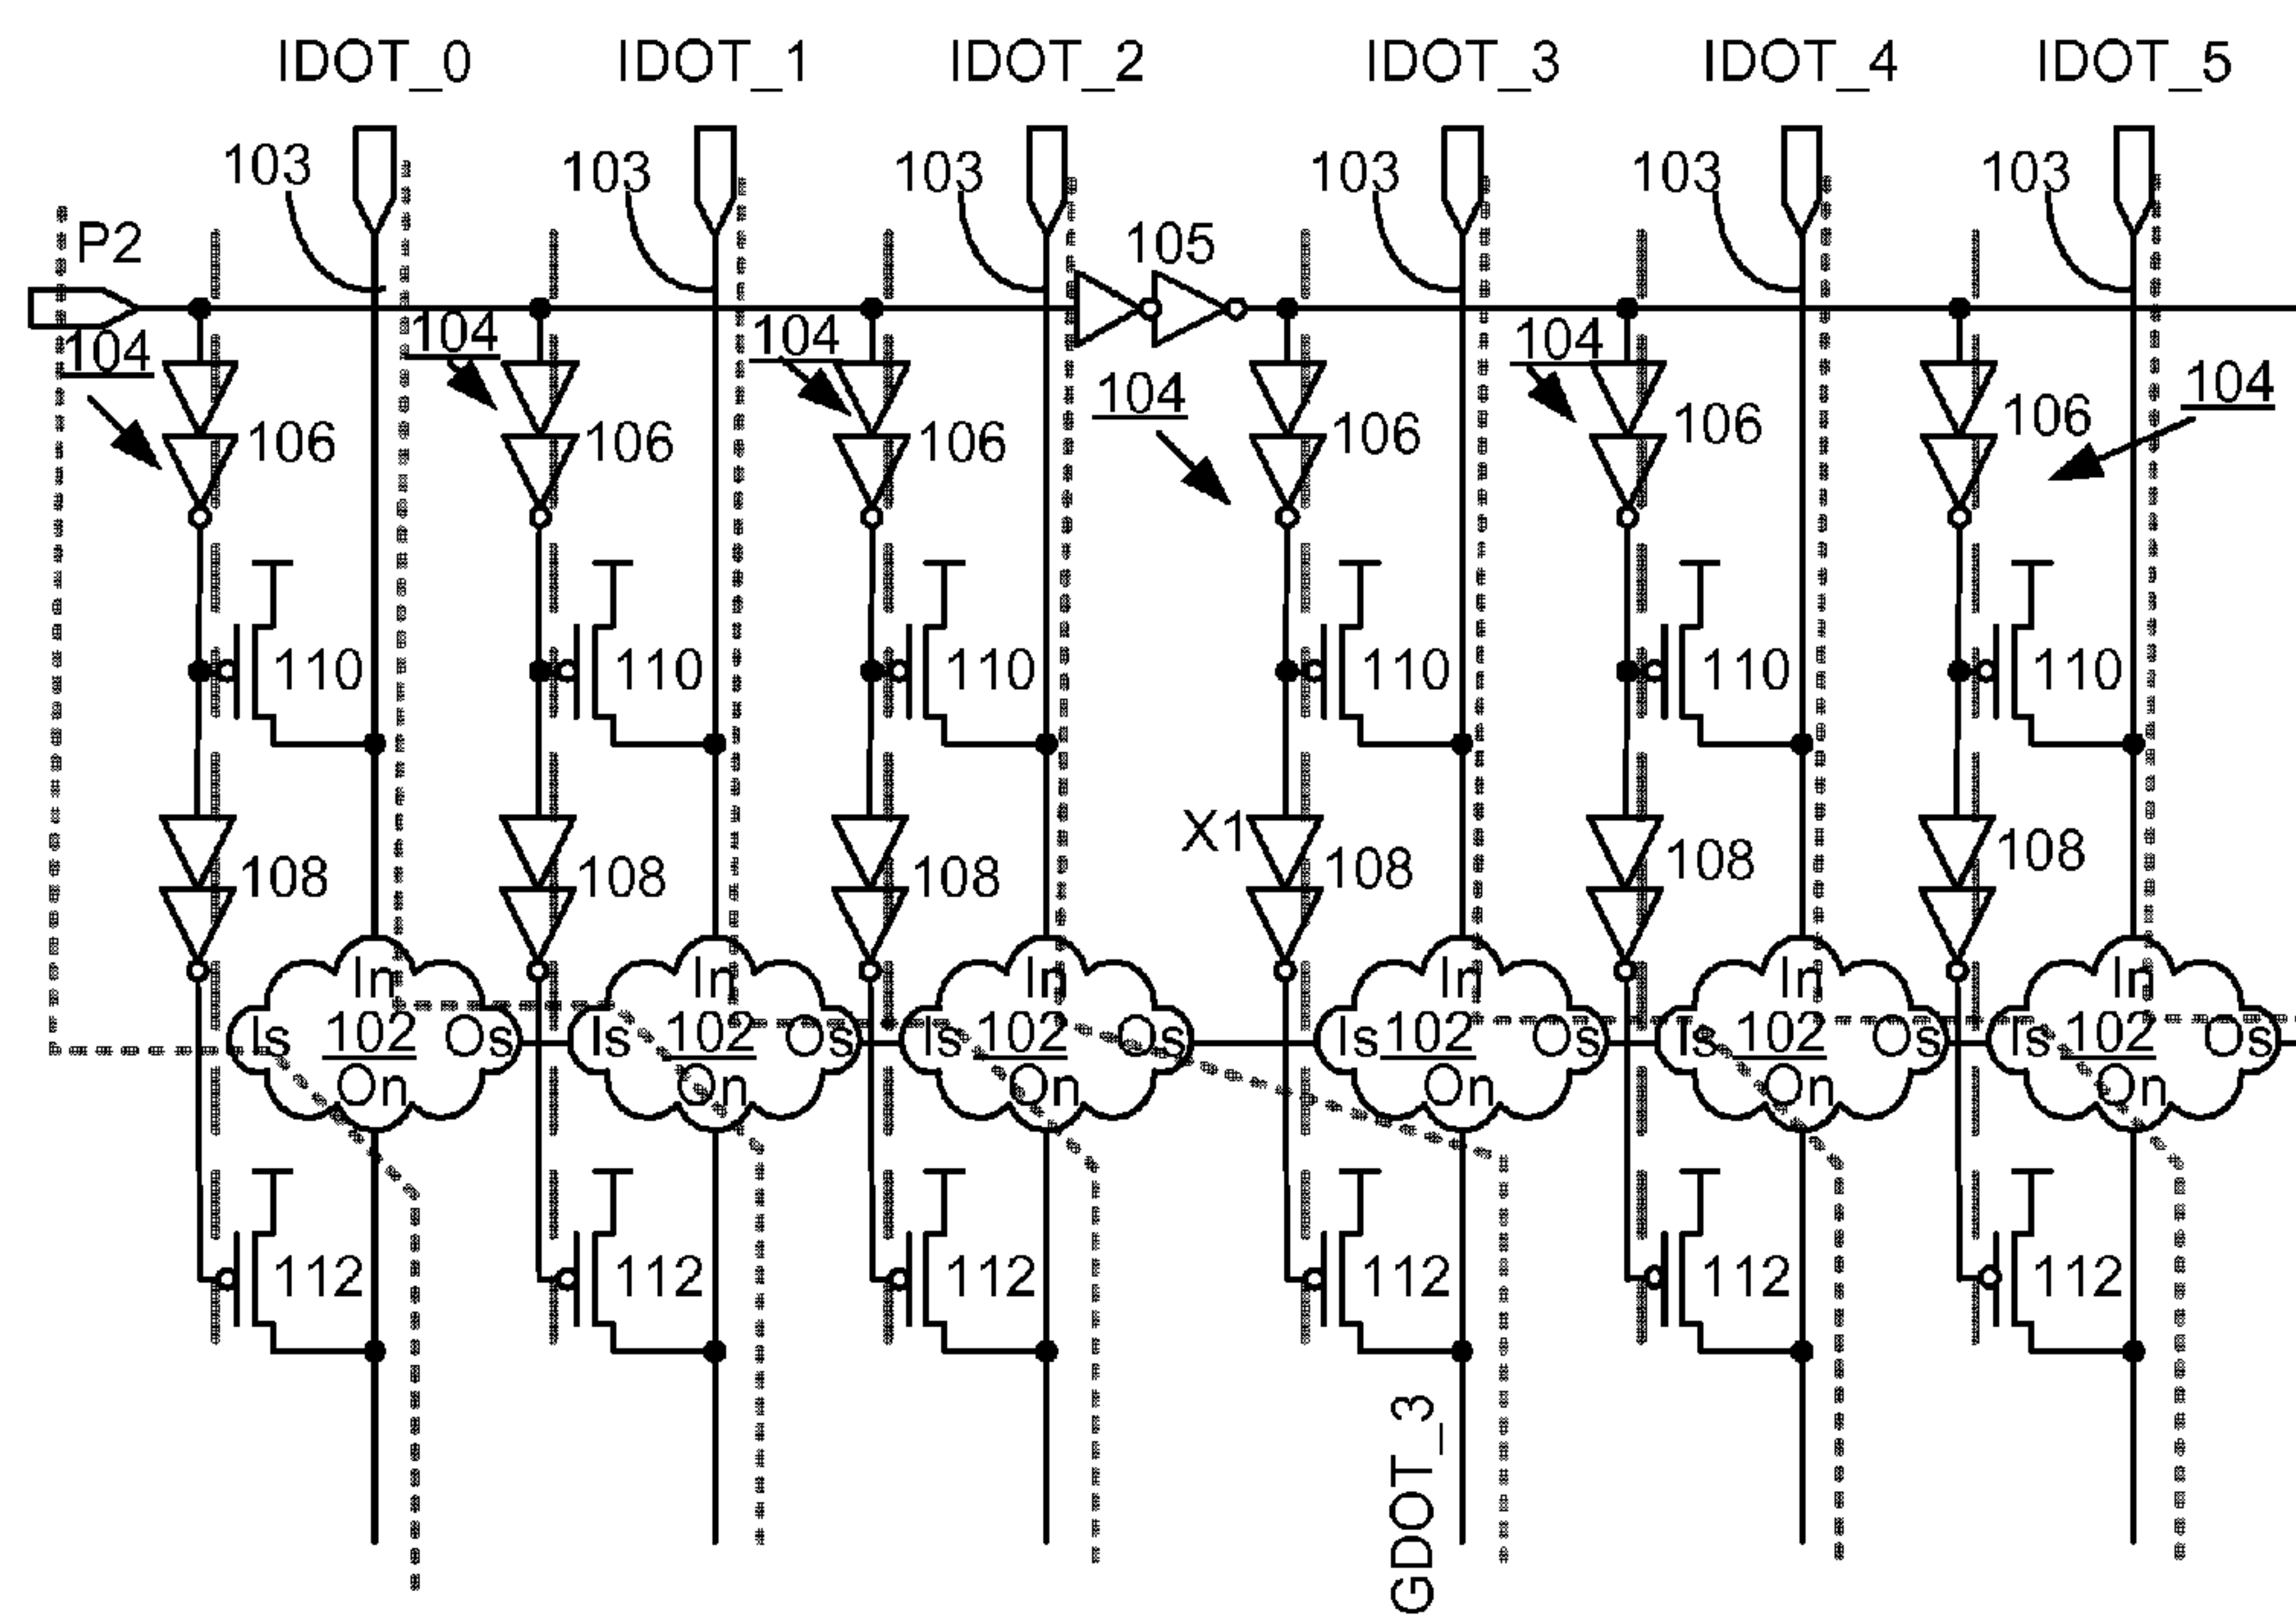 IDOT_0 IDOT_1 IDOT_2 IDOT_3 IDOT_4 IDOT_5
103 103 103 103 103 103
P2 105
104 104 104 104 104 104
106 106 106 106 106 106
110 110 110 110 110 110
X1
108 108 108 108 108 108
In In In In In In
Is 102 Os Is 102 Os Is 102 Os Is 102 Os Is 102 Os Is 102 Os
On On On On On On
112 112 112 112 112 112
GDOT_3